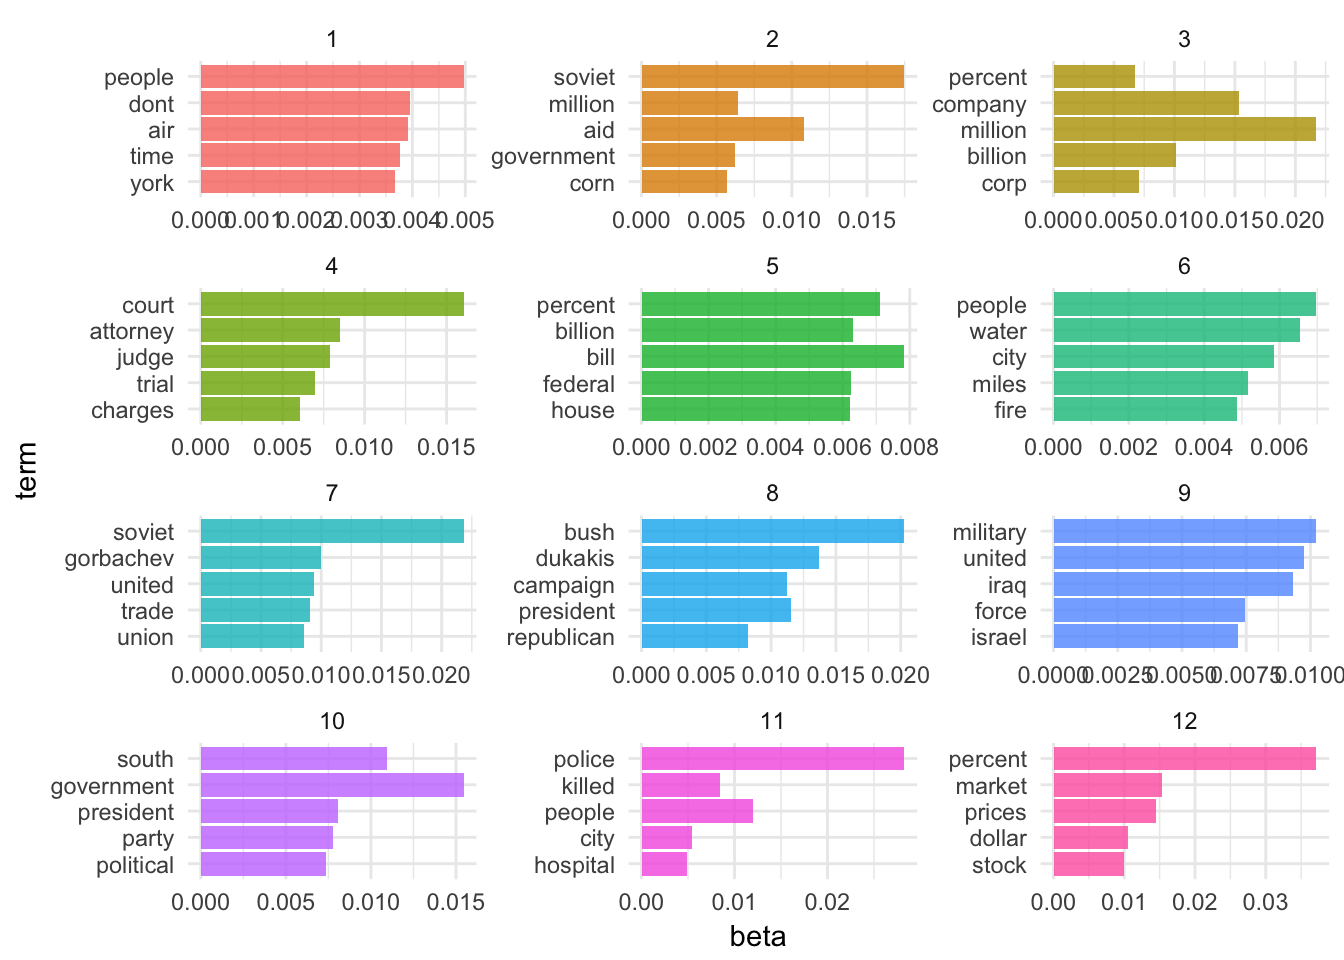 1
people
dont
air
time
york
0.000 0.001 0.002 0.003 0.004 0.005
2
soviet
million
aid
government
corn
0.000 0.005 0.010 0.015
3
percent
company
million
billion
corp
0.000 0.005 0.010 0.015 0.020
4
court
attorney
judge
trial
charges
0.000 0.005 0.010 0.015
5
percent
billion
bill
federal
house
0.000 0.002 0.004 0.006 0.008
6
people
water
city
miles
fire
0.000 0.002 0.004 0.006
term
7
soviet
gorbachev
united
trade
union
0.000 0.005 0.010 0.015 0.020
8
bush
dukakis
campaign
president
republican
0.000 0.005 0.010 0.015 0.020
9
military
united
iraq
force
israel
0.0000 0.0025 0.0050 0.0075 0.0100
10
south
government
president
party
political
0.000 0.005 0.010 0.015
11
police
killed
people
city
hospital
0.00 0.01 0.02
12
percent
market
prices
dollar
stock
0.00 0.01 0.02 0.03
beta